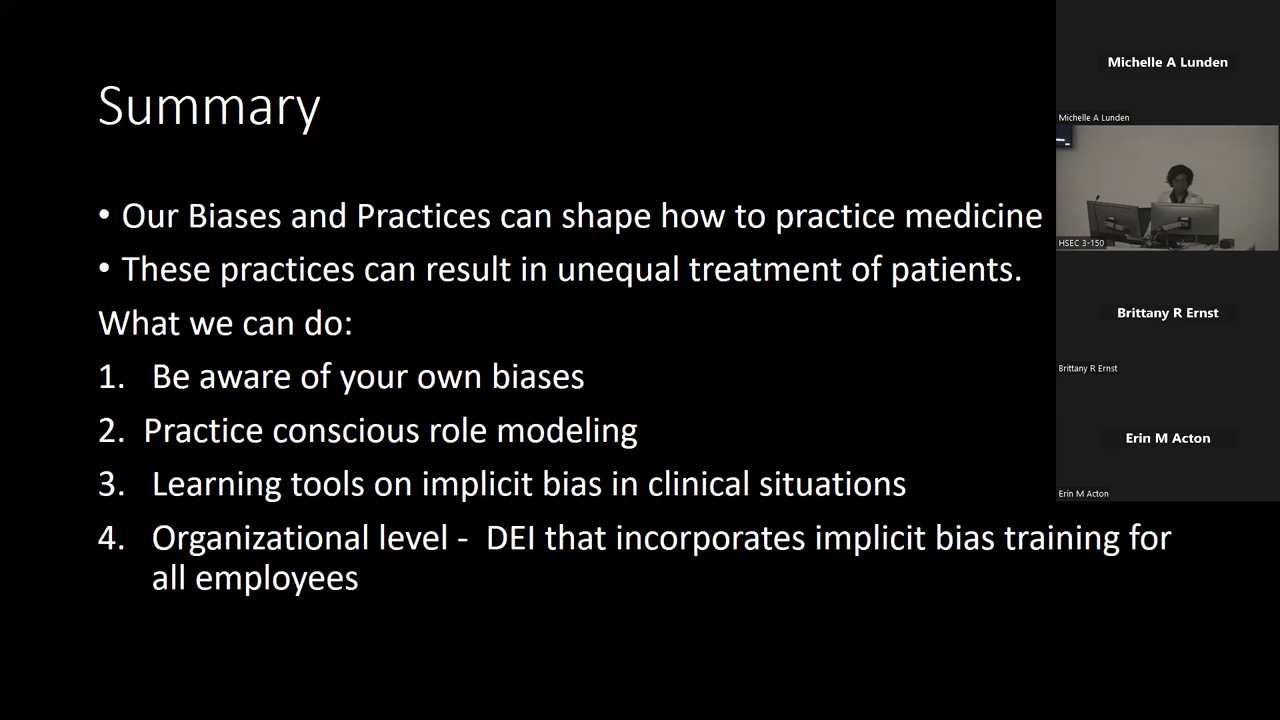 Summary
• Our Biases and Practices can shape how to practice medicine
• These practices can result in unequal treatment of patients.
What we can do:
1. Be aware of your own biases
2. Practice conscious role modeling
3. Learning tools on implicit bias in clinical situations
4. Organizational level - DEI that incorporates implicit bias training for
all employees
Michelle A Lunden
Michelle A Lunden
HSEC 3-150
Brittany R Ernst
Brittany R Ernst
Erin M Acton
Erin M Acton